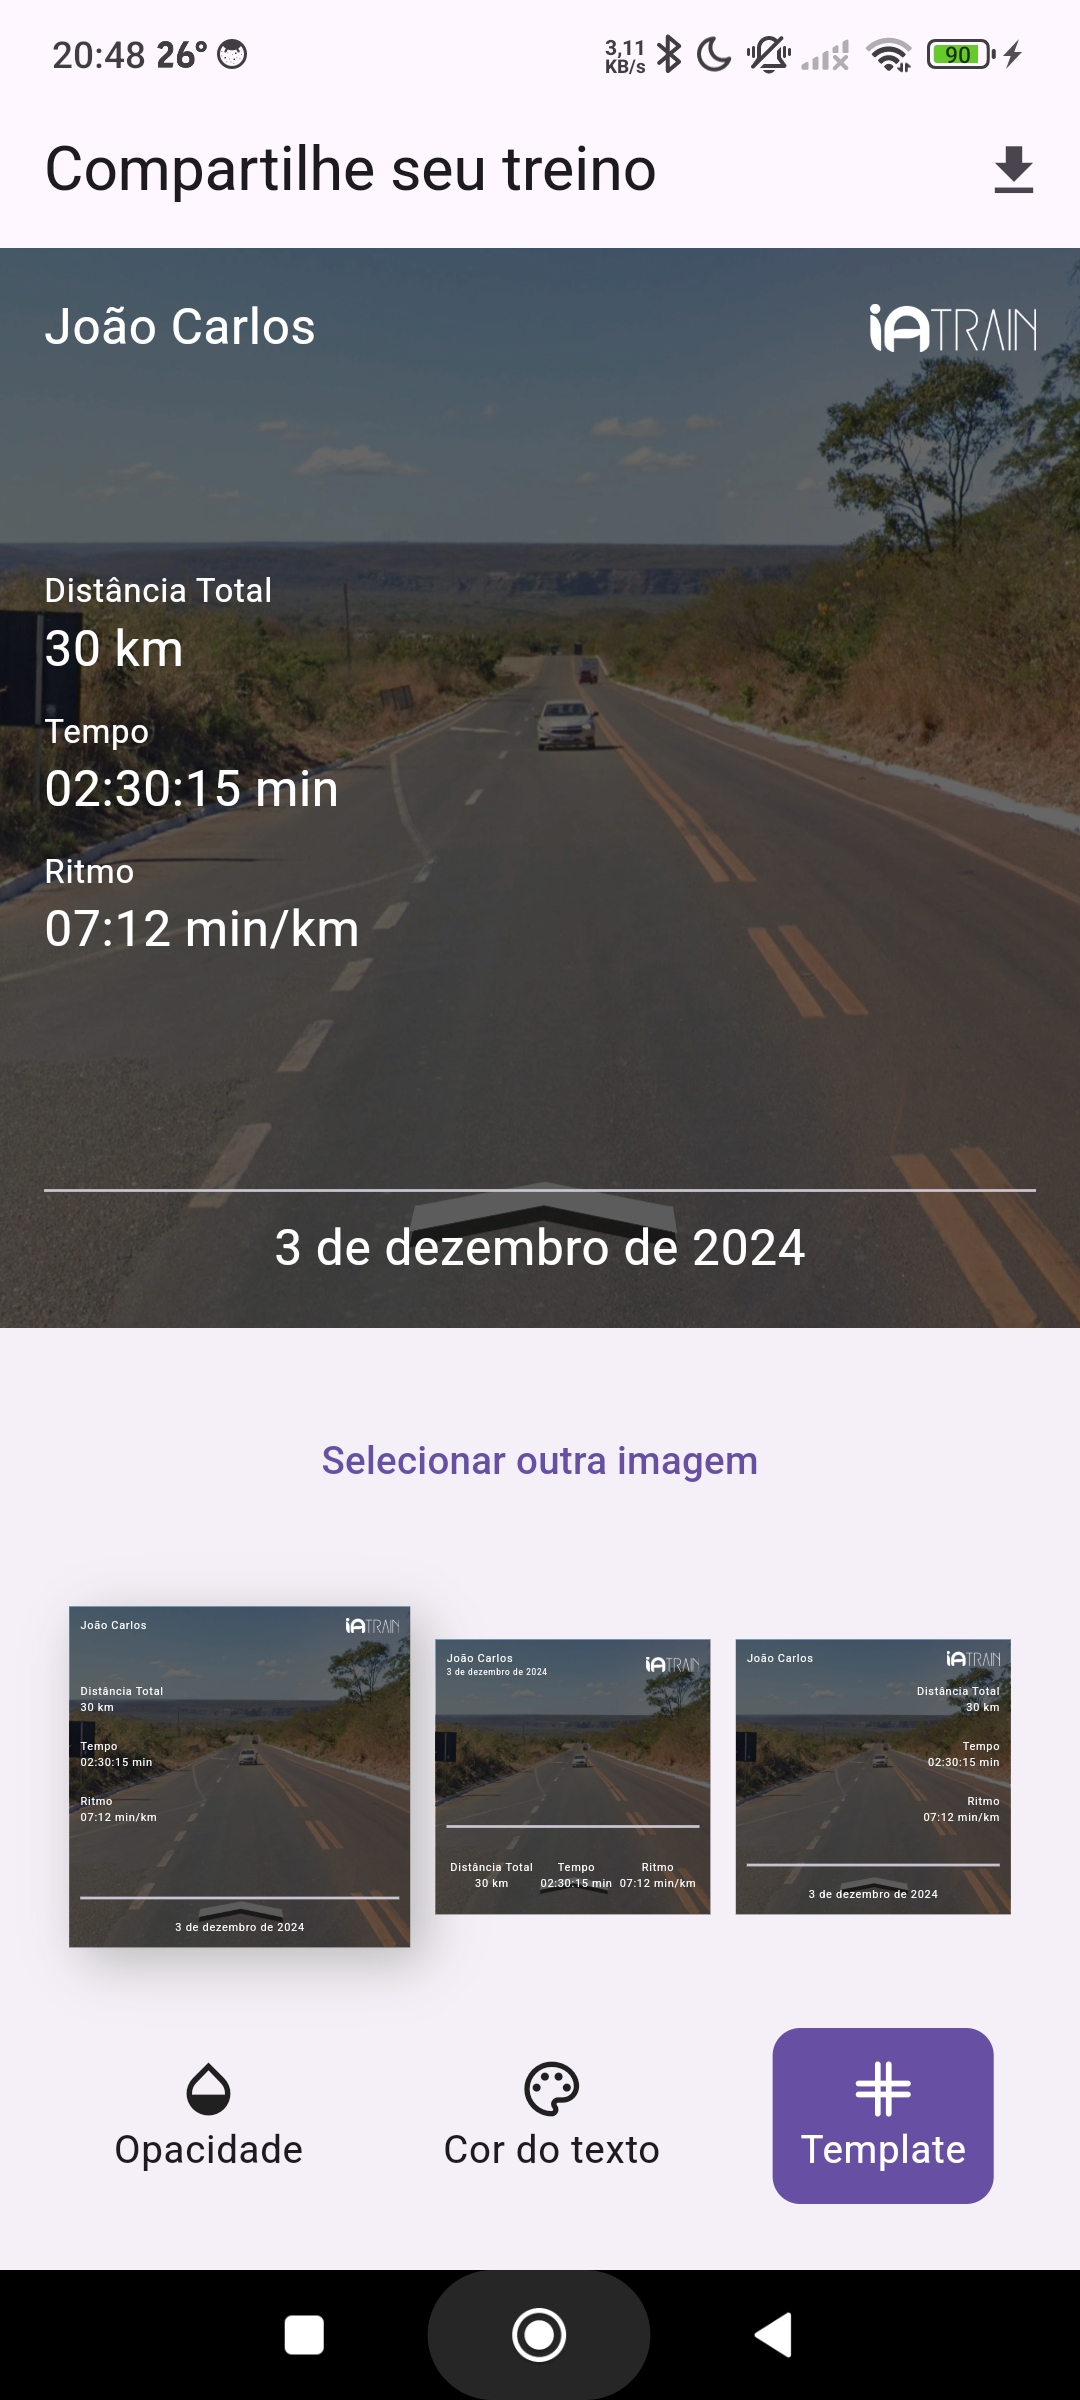 20:48 26°
3,11
KB/s
90
Compartilhe seu treino
João Carlos
iATRAIN
Distância Total
30 km
Tempo
02:30:15 min
Ritmo
07:12 min/km
3 de dezembro de 2024
Selecionar outra imagem
João Carlos
iATRAIN
Distância Total
30 km
Tempo
02:30:15 min
Ritmo
07:12 min/km
3 de dezembro de 2024
João Carlos
3 de dezembro de 2024
iATRAIN
Distância Total Tempo Ritmo
30 km 02:30:15 min 07:12 min/km
João Carlos
iATRAIN
Distância Total
30 km
Tempo
02:30:15 min
Ritmo
07:12 min/km
3 de dezembro de 2024
Opacidade
Cor do texto
Template